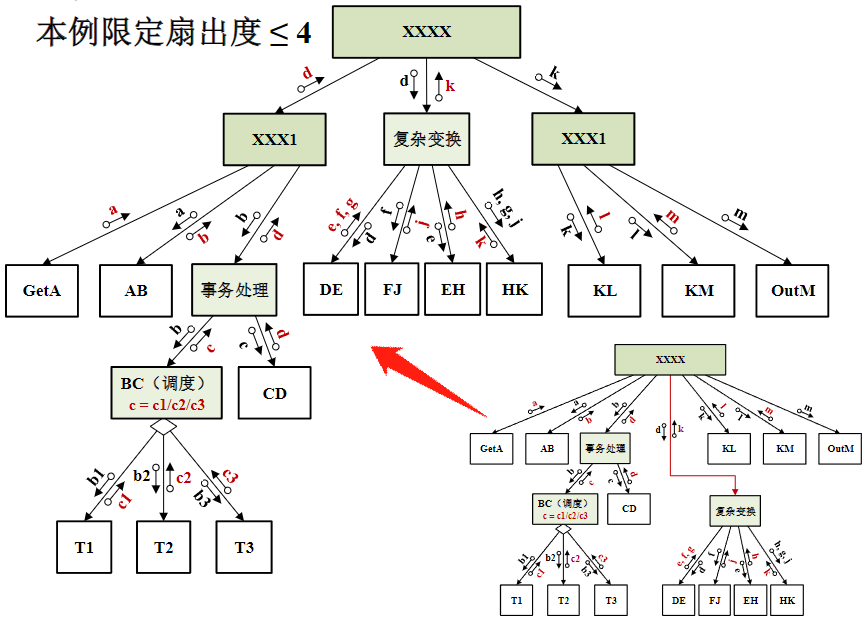 本例限定扇出度 ≤ 4
XXXX
d
d
k
k
XXX1
复杂变换
XXX1
a
a
b
b
d
e, f, g
d
f
j
e
h
h, g, j
k
k
l
l
m
m
GetA
AB
事务处理
DE
FJ
EH
HK
KL
KM
OutM
b
c
c
d
BC（调度）
c = c1/c2/c3
CD
b1
c1
b2
c2
b3
c3
T1
T2
T3
XXXX
a
a
b
b
d
d
k
k
l
l
m
m
GetA
AB
事务处理
KL
KM
OutM
b
c
c
d
BC（调度）
c = c1/c2/c3
CD
复杂变换
b1
c1
b2
c2
b3
c3
e, f, g
d
f
j
e
h
h, g, j
k
T1
T2
T3
DE
FJ
EH
HK